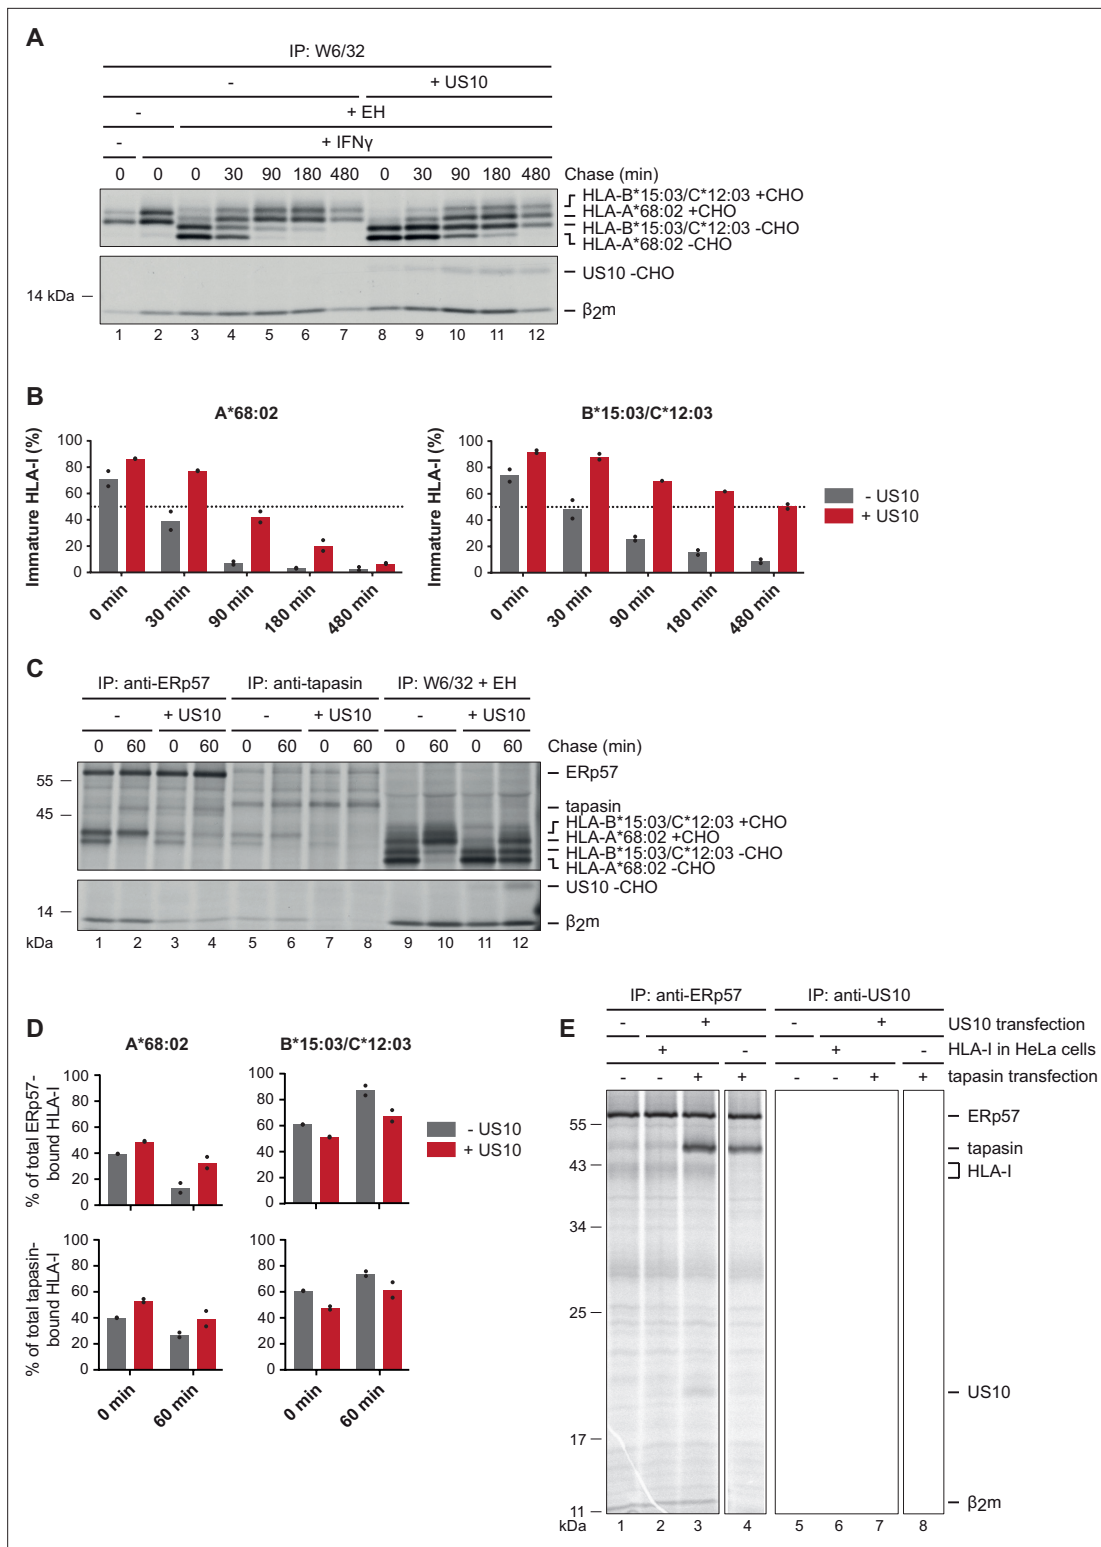 A
IP: W6/32
- + US10
- + EH
- + IFNγ
0 0 0 30 90 180 480 0 30 90 180 480 Chase (min)
HLA-B*15:03/C*12:03 +CHO
HLA-A*68:02 +CHO
HLA-B*15:03/C*12:03 -CHO
HLA-A*68:02 -CHO
US10 -CHO
14 kDa
β2m
1 2 3 4 5 6 7 8 9 10 11 12
B
A*68:02 B*15:03/C*12:03
Immature HLA-I (%)
100
80
60
40
20
0
0 min 30 min 90 min 180 min 480 min
Immature HLA-I (%)
100
80
60
40
20
0
0 min 30 min 90 min 180 min 480 min
- US10
+ US10
C
IP: anti-ERp57 IP: anti-tapasin IP: W6/32 + EH
- + US10 - + US10 - + US10
0 60 0 60 0 60 0 60 0 60 0 60 Chase (min)
ERp57
55
45
tapasin
HLA-B*15:03/C*12:03 +CHO
HLA-A*68:02 +CHO
HLA-B*15:03/C*12:03 -CHO
HLA-A*68:02 -CHO
US10 -CHO
14
β2m
kDa 1 2 3 4 5 6 7 8 9 10 11 12
D
A*68:02 B*15:03/C*12:03
% of total ERp57-
bound HLA-I
100
80
60
40
20
0
100
80
60
40
20
0
- US10
+ US10
% of total tapasin-
bound HLA-I
100
80
60
40
20
0
0 min 60 min
100
80
60
40
20
0
0 min 60 min
E
IP: anti-ERp57 IP: anti-US10
- + - + US10 transfection
+ - + - HLA-I in HeLa cells
- - + + - - + + tapasin transfection
ERp57
55
tapasin
43
HLA-I
34
25
US10
17
β2m
11
kDa 1 2 3 4 5 6 7 8